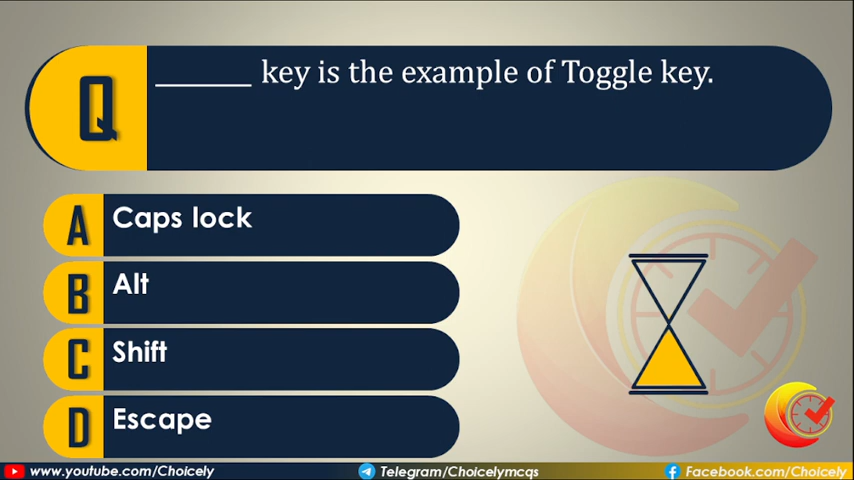 Q
______ key is the example of Toggle key.
A Caps lock
B Alt
C Shift
D Escape
www.youtube.com/Choicely
Telegram/Choicelymcqs
Facebook.com/Choicely